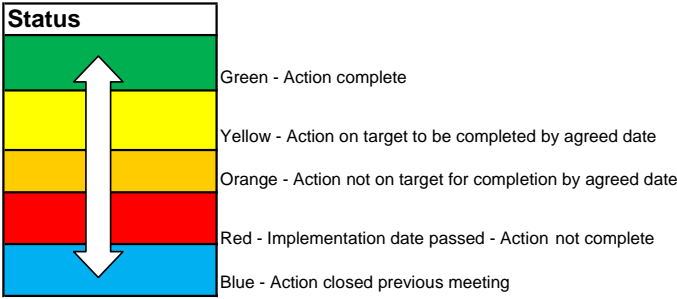 Status
Green - Action complete
Yellow - Action on target to be completed by agreed date
Orange - Action not on target for completion by agreed date
Red - Implementation date passed - Action not complete
Blue - Action closed previous meeting